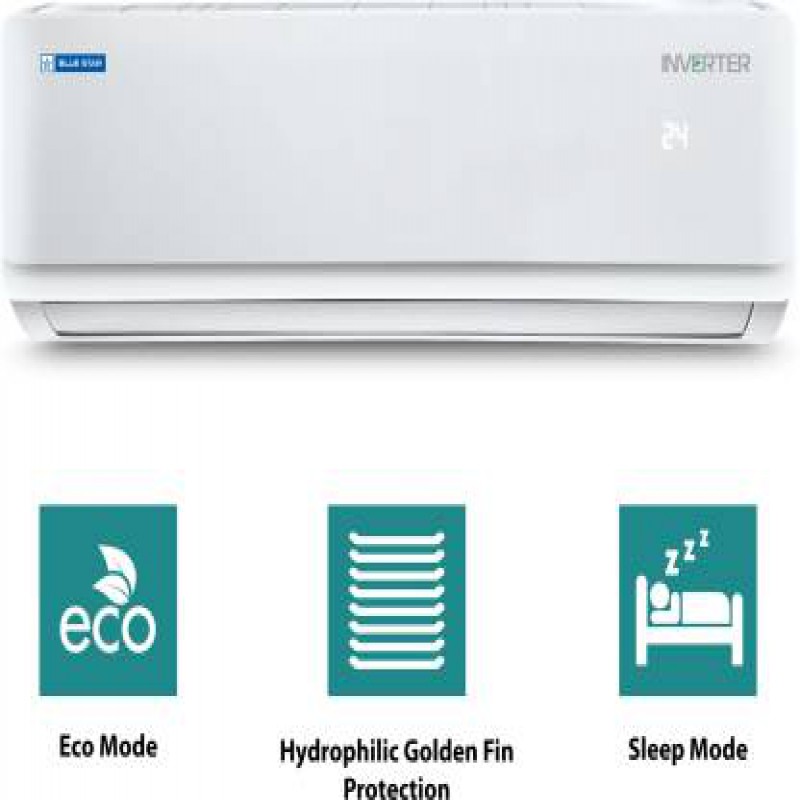 BLUE STAR
INVERTER
24
eco
z z z
Eco Mode
Hydrophilic Golden Fin
Protection
Sleep Mode